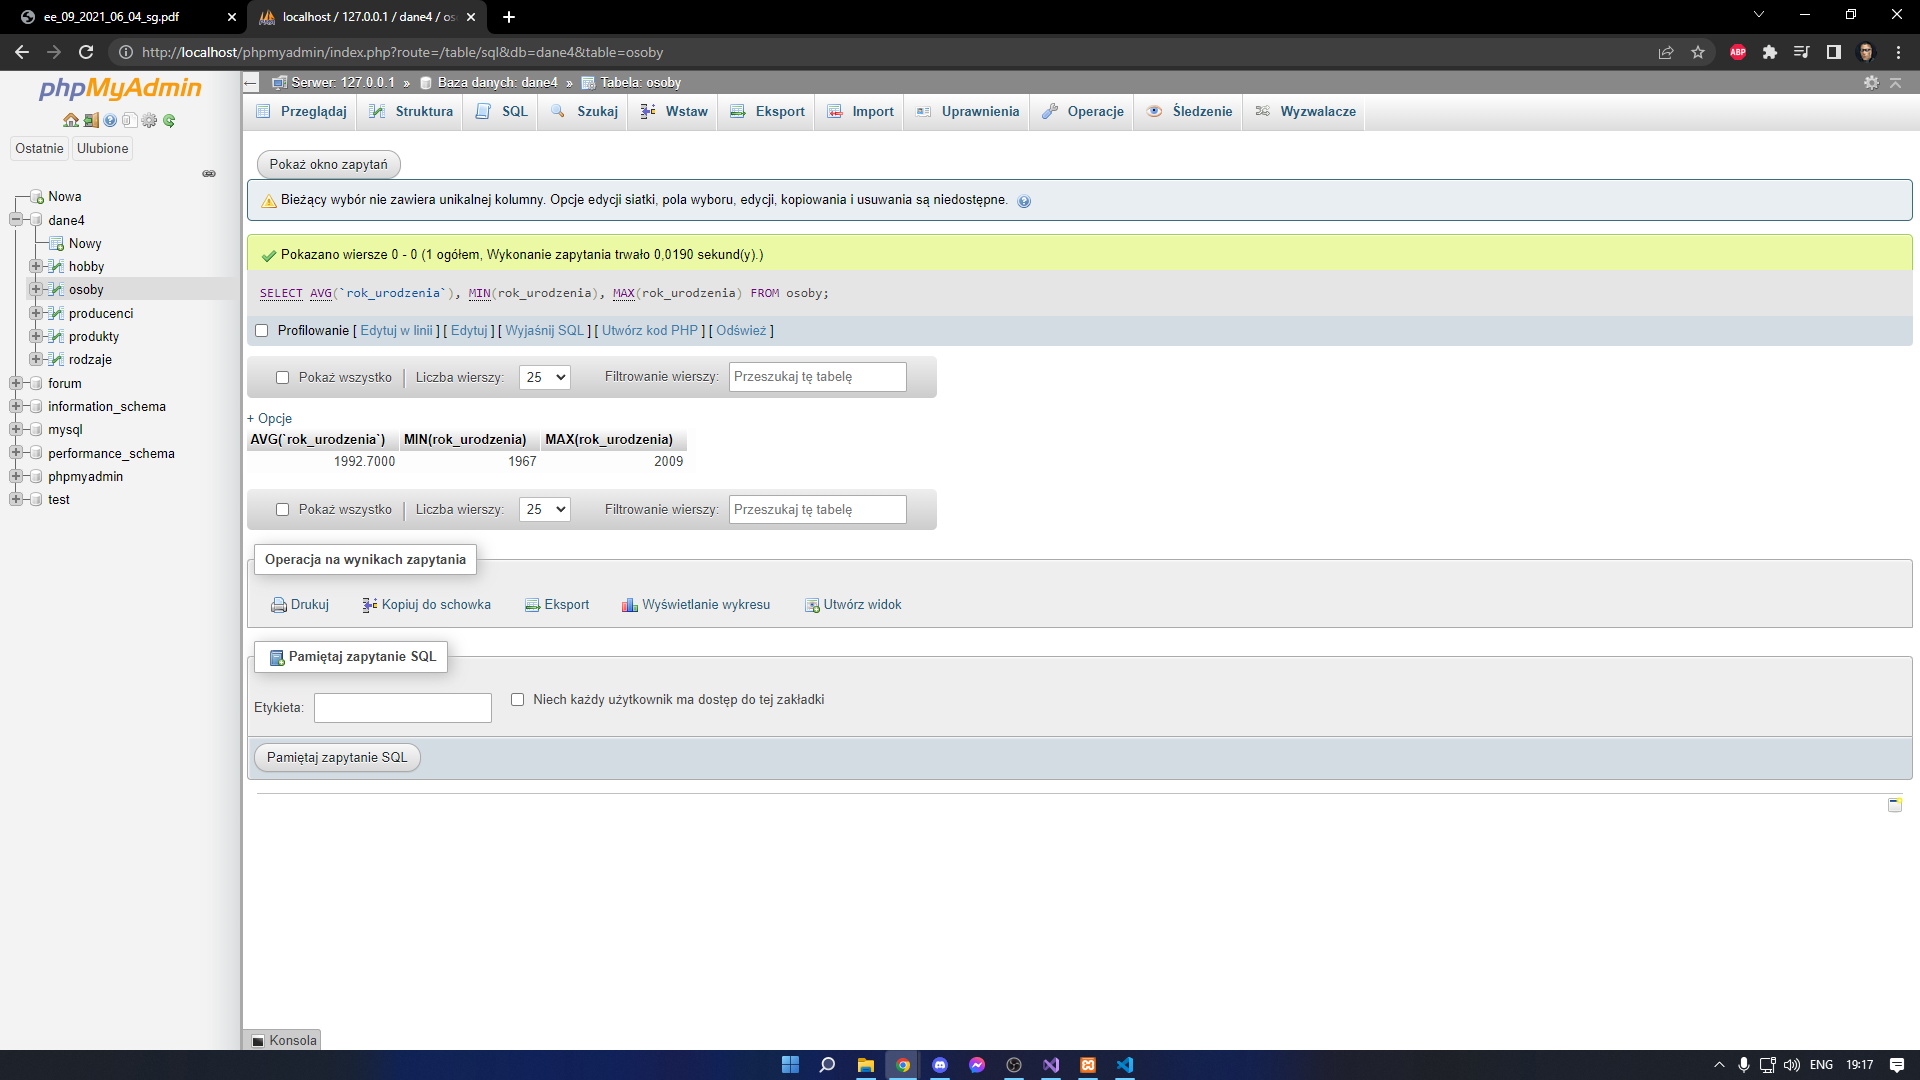 ee_09_2021_06_04_sg.pdf
localhost / 127.0.0.1 / dane4 / os
http://localhost/phpmyadmin/index.php?route=/table/sql&db=dane4&table=osoby
ABP
phpMyAdmin
Ostatnie
Ulubione
Nowa
dane4
Nowy
hobby
osoby
producenci
produkty
rodzaje
forum
information_schema
mysql
performance_schema
phpmyadmin
test
Serwer: 127.0.0.1 » Baza danych: dane4 » Tabela: osoby
Przeglądaj Struktura SQL Szukaj Wstaw Eksport Import Uprawnienia Operacje Śledzenie Wyzwalacze
Pokaż okno zapytań
Bieżący wybór nie zawiera unikalnej kolumny. Opcje edycji siatki, pola wyboru, edycji, kopiowania i usuwania są niedostępne.
Pokazano wiersze 0 - 0 (1 ogółem, Wykonanie zapytania trwało 0,0190 sekund(y).)
SELECT AVG(`rok_urodzenia`), MIN(rok_urodzenia), MAX(rok_urodzenia) FROM osoby;
Profilowanie [ Edytuj w linii ] [ Edytuj ] [ Wyjaśnij SQL ] [ Utwórz kod PHP ] [ Odśwież ]
Pokaż wszystko Liczba wierszy: 25 Filtrowanie wierszy: Przeszukaj tę tabelę
+ Opcje
AVG(`rok_urodzenia`) MIN(rok_urodzenia) MAX(rok_urodzenia)
1992.7000 1967 2009
Pokaż wszystko Liczba wierszy: 25 Filtrowanie wierszy: Przeszukaj tę tabelę
Operacja na wynikach zapytania
Drukuj Kopiuj do schowka Eksport Wyświetlanie wykresu Utwórz widok
Pamiętaj zapytanie SQL
Etykieta: Niech każdy użytkownik ma dostęp do tej zakładki
Pamiętaj zapytanie SQL
Konsola
ENG 19:17